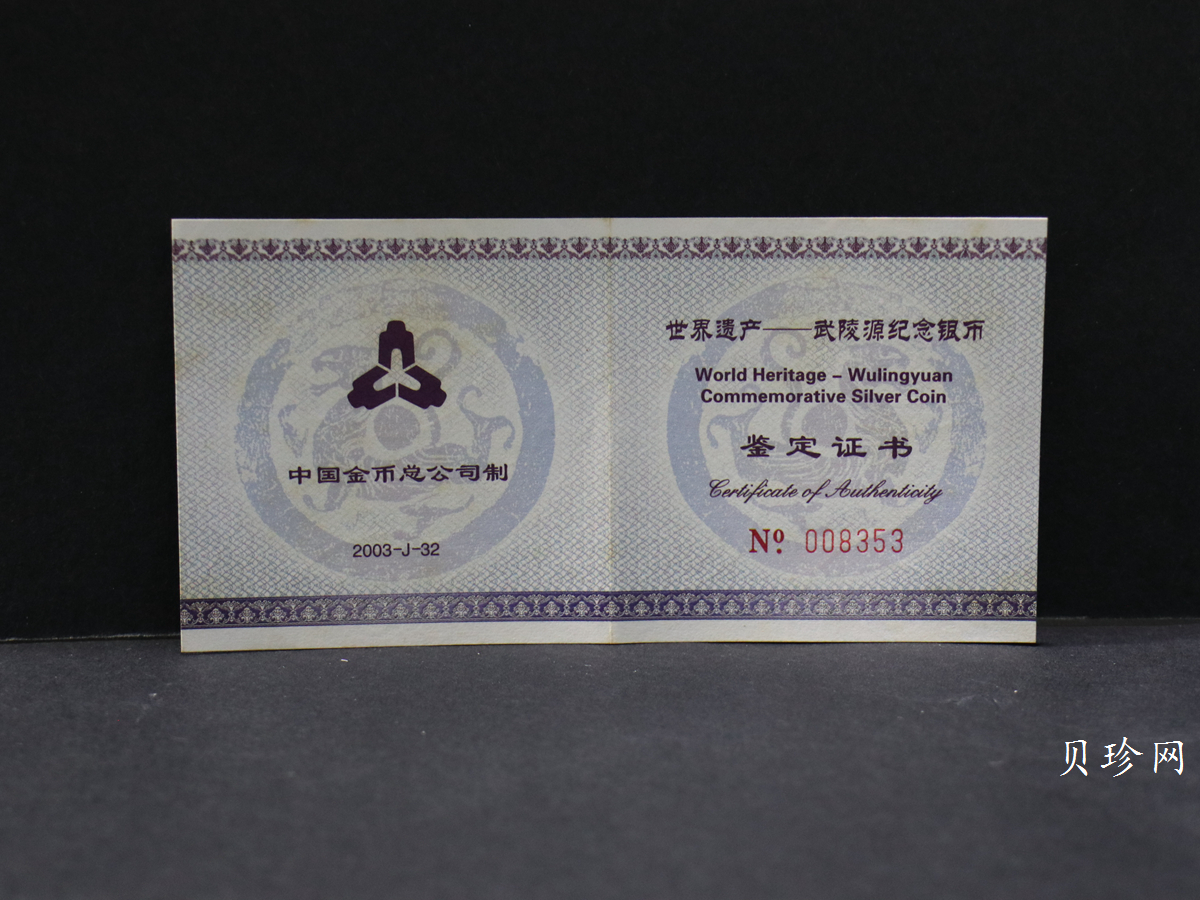 中国金币总公司制
2003-J-32
世界遗产——武陵源纪念银币
World Heritage – Wulingyuan
Commemorative Silver Coin
鉴定证书
Certificate of Authenticity
Nº 008353
贝珍网